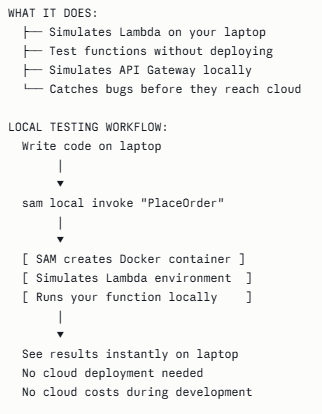 WHAT IT DOES:
├── Simulates Lambda on your laptop
├── Test functions without deploying
├── Simulates API Gateway locally
└── Catches bugs before they reach cloud
LOCAL TESTING WORKFLOW:
Write code on laptop
│
▼
sam local invoke "PlaceOrder"
│
▼
[ SAM creates Docker container ]
[ Simulates Lambda environment  ]
[ Runs your function locally    ]
│
▼
See results instantly on laptop
No cloud deployment needed
No cloud costs during development